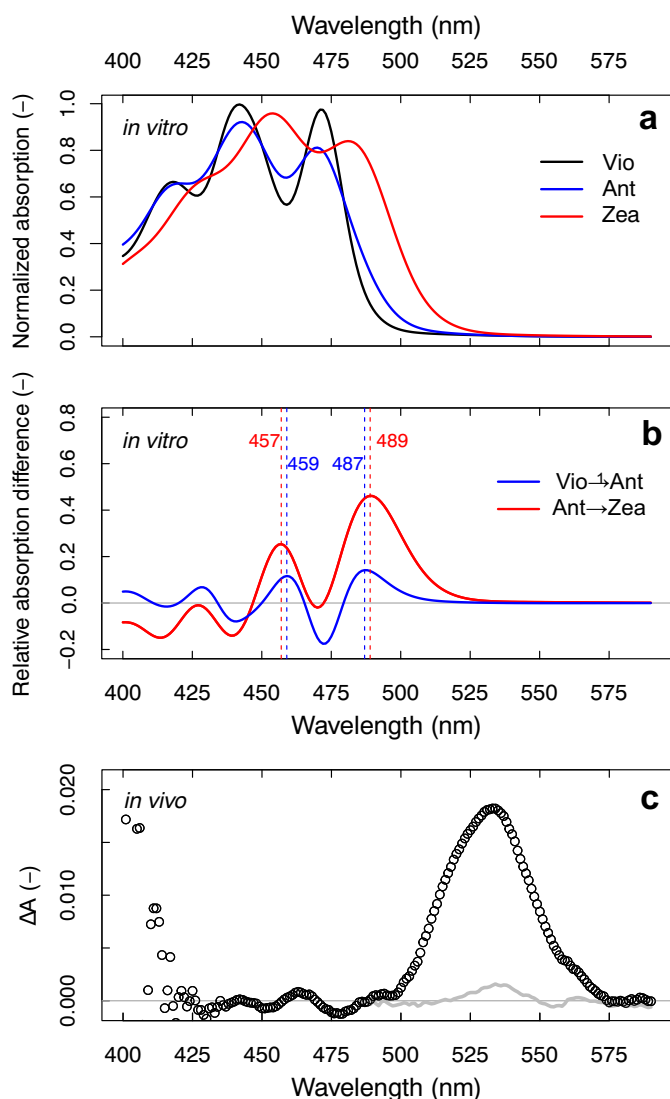 Wavelength (nm)
400 425 450 475 500 525 550 575
Normalized absorption (−)
0.0 0.2 0.4 0.6 0.8 1.0
in vitro
a
Vio
Ant
Zea
Relative absorption difference (−)
−0.2 0.0 0.2 0.4 0.6 0.8
in vitro
b
457 489
459 487
Vio→Ant
Ant→Zea
400 425 450 475 500 525 550 575
Wavelength (nm)
ΔA (−)
0.000 0.010 0.020
in vivo
c
400 425 450 475 500 525 550 575
Wavelength (nm)